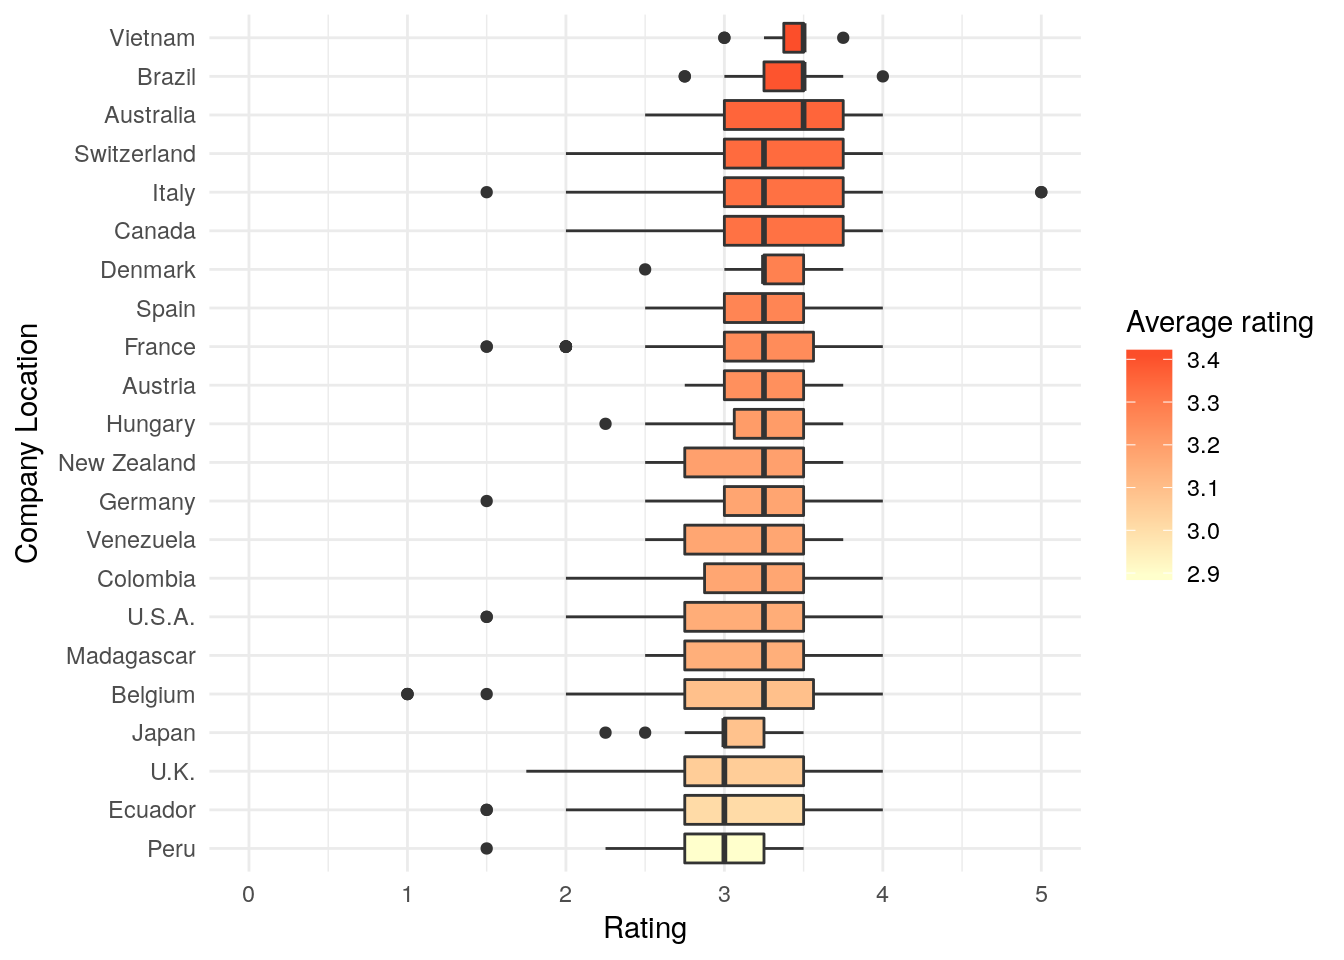 Vietnam
Brazil
Australia
Switzerland
Italy
Canada
Denmark
Spain
France
Austria
Hungary
New Zealand
Germany
Venezuela
Colombia
U.S.A.
Madagascar
Belgium
Japan
U.K.
Ecuador
Peru
Company Location
0 1 2 3 4 5
Rating
Average rating
3.4
3.3
3.2
3.1
3.0
2.9